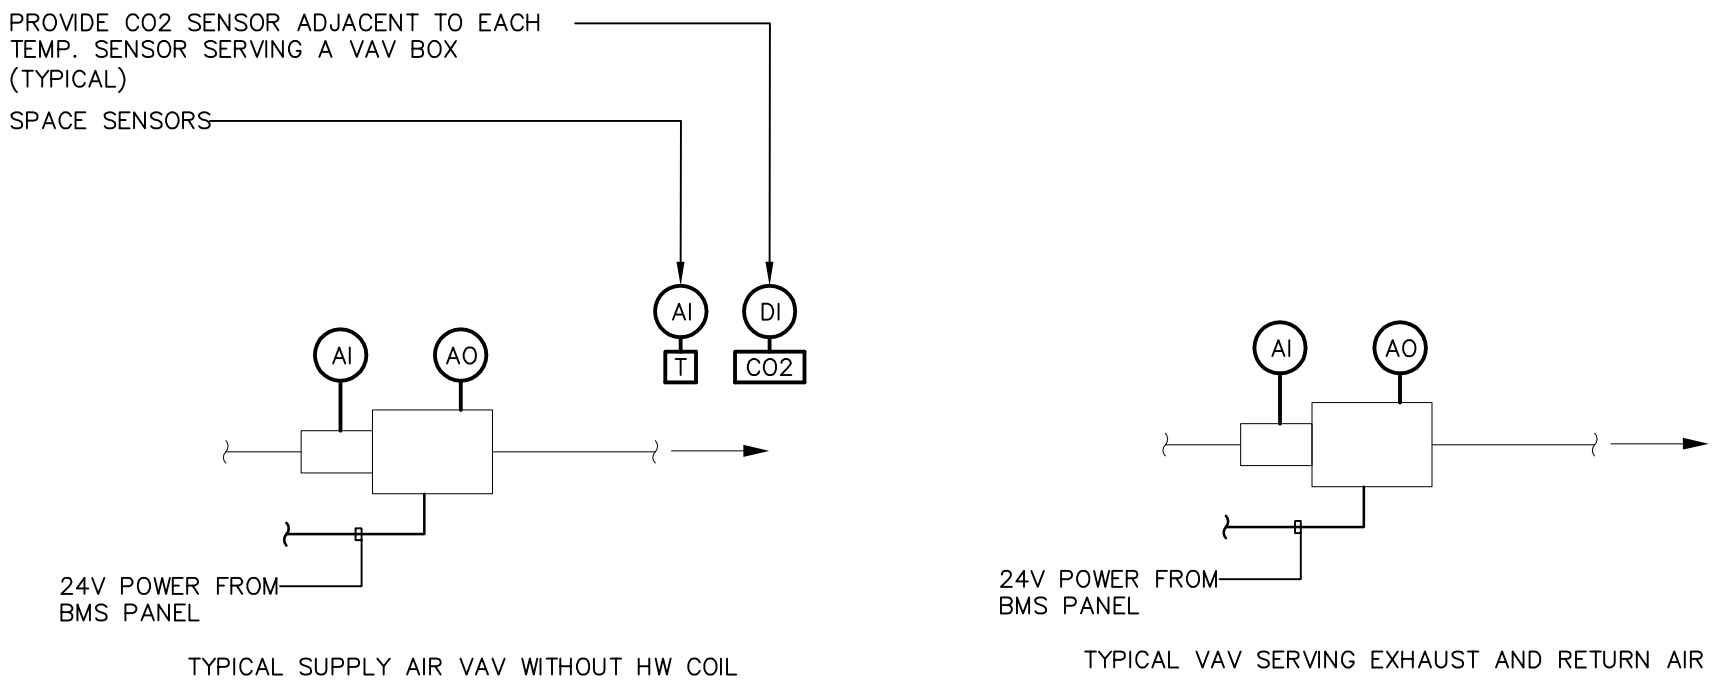 PROVIDE CO2 SENSOR ADJACENT TO EACH
TEMP. SENSOR SERVING A VAV BOX
(TYPICAL)
SPACE SENSORS
AI
DI
T
CO2
AI
AO
24V POWER FROM
BMS PANEL
TYPICAL SUPPLY AIR VAV WITHOUT HW COIL
AI
AO
24V POWER FROM
BMS PANEL
TYPICAL VAV SERVING EXHAUST AND RETURN AIR